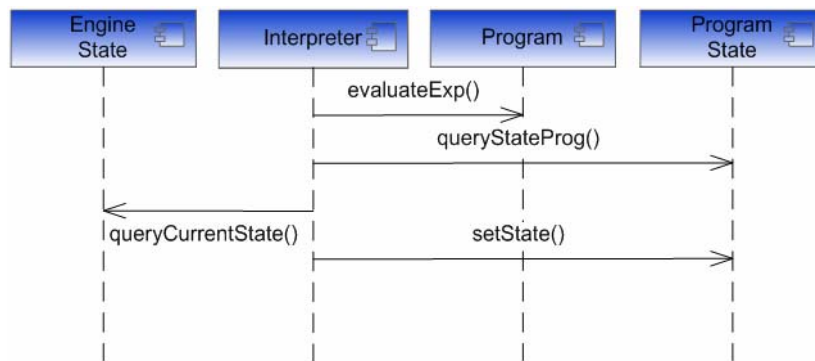 Engine
State
Interpreter
Program
Program
State
evaluateExp()
queryStateProg()
queryCurrentState()
setState()